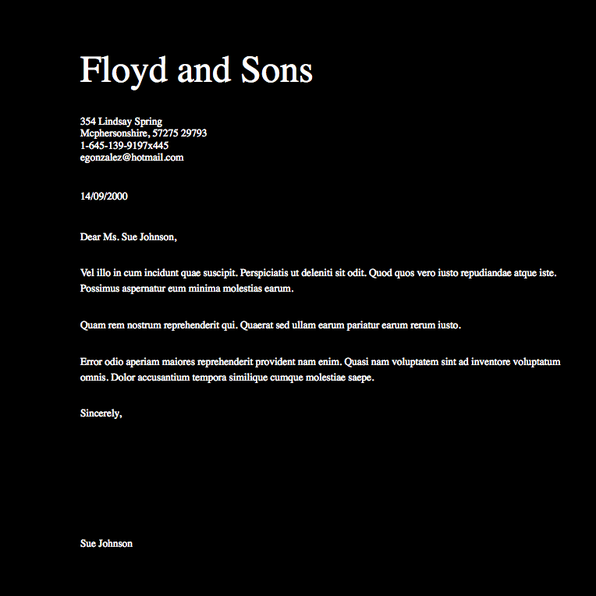 Floyd and Sons
354 Lindsay Spring
Mcphersonshire, 57275 29793
1-645-139-9197x445
egonzalez@hotmail.com
14/09/2000
Dear Ms. Sue Johnson,
Vel illo in cum incidunt quae suscipit. Perspiciatis ut deleniti sit odit. Quod quos vero iusto repudiandae atque iste.
Possimus aspernatur eum minima molestias earum.
Quam rem nostrum reprehenderit qui. Quaerat sed ullam earum pariatur earum rerum iusto.
Error odio aperiam maiores reprehenderit provident nam enim. Quasi nam voluptatem sint ad inventore voluptatum
omnis. Dolor accusantium tempora similique cumque molestiae saepe.
Sincerely,
Sue Johnson